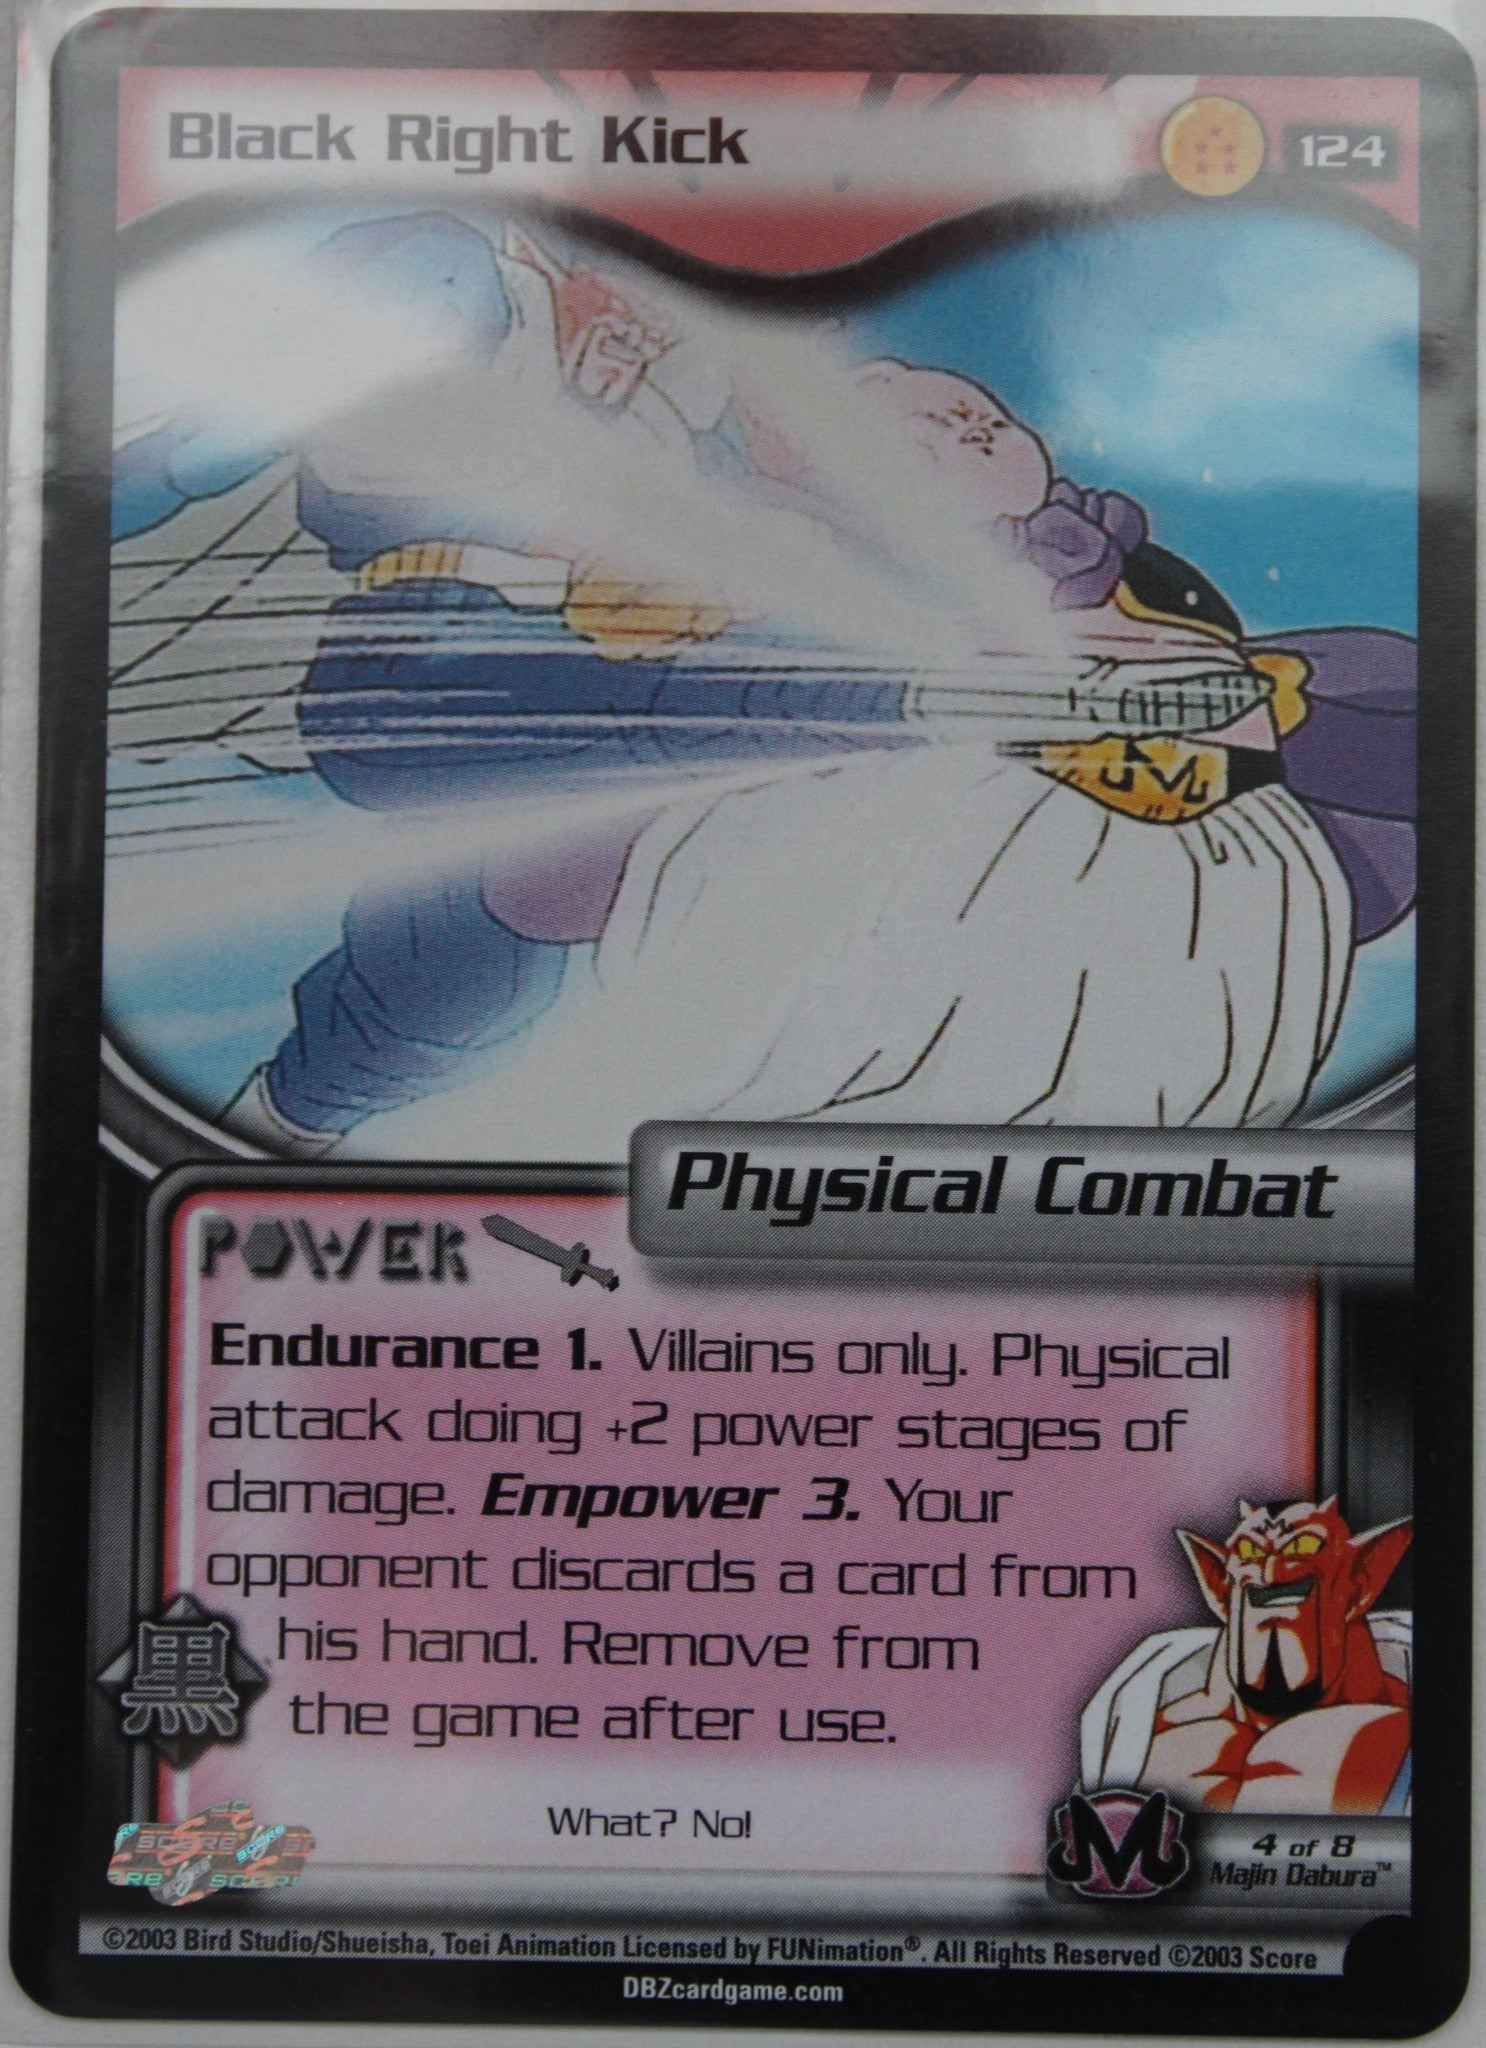 Black Right Kick
124
Physical Combat
POWER
Endurance 1. Villains only. Physical
attack doing +2 power stages of
damage. Empower 3. Your
opponent discards a card from
his hand. Remove from
the game after use.
黒
What? No!
M
4 of 8
Majin Dabura™
SCORE
SCORE
©2003 Bird Studio/Shueisha, Toei Animation Licensed by FUNimation®. All Rights Reserved ©2003 Score
DBZcardgame.com